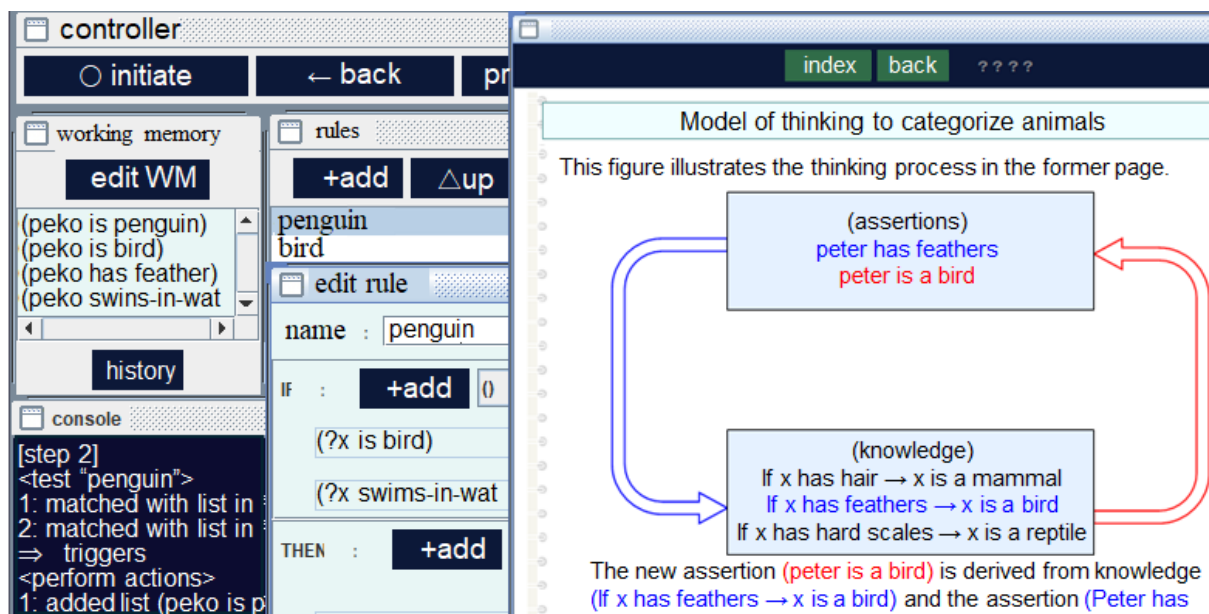 controller
○ initiate
← back
working memory
edit WM
(peko is penguin)
(peko is bird)
(peko has feather)
(peko swins-in-wat
history
console
[step 2]
<test “penguin”>
1: matched with list in
2: matched with list in
⇒ triggers
<perform actions>
1: added list (peko is p
rules
+add
△up
penguin
bird
edit rule
name : penguin
IF : +add ()
(?x is bird)
(?x swims-in-wat
THEN : +add
index back ????
Model of thinking to categorize animals
This figure illustrates the thinking process in the former page.
(assertions)
peter has feathers
peter is a bird
(knowledge)
If x has hair → x is a mammal
If x has feathers → x is a bird
If x has hard scales → x is a reptile
The new assertion (peter is a bird) is derived from knowledge
(If x has feathers → x is a bird) and the assertion (Peter has